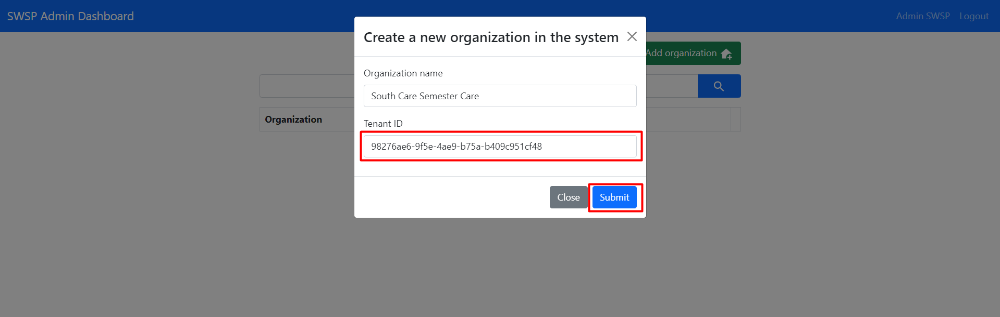 SWSP Admin Dashboard
Admin SWSP Logout
Create a new organization in the system
Add organization
Organization name
South Care Semester Care
Organization
Tenant ID
98276ae6-9f5e-4ae9-b75a-b409c951cf48
Close Submit